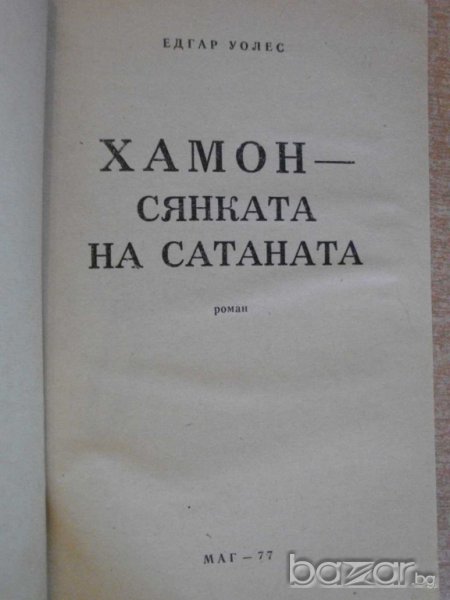 ЕДГАР УОЛЕС
ХАМОН—
СЯНКАТА
НА САТАНАТА
роман
МАГ — 77
bazar.bg